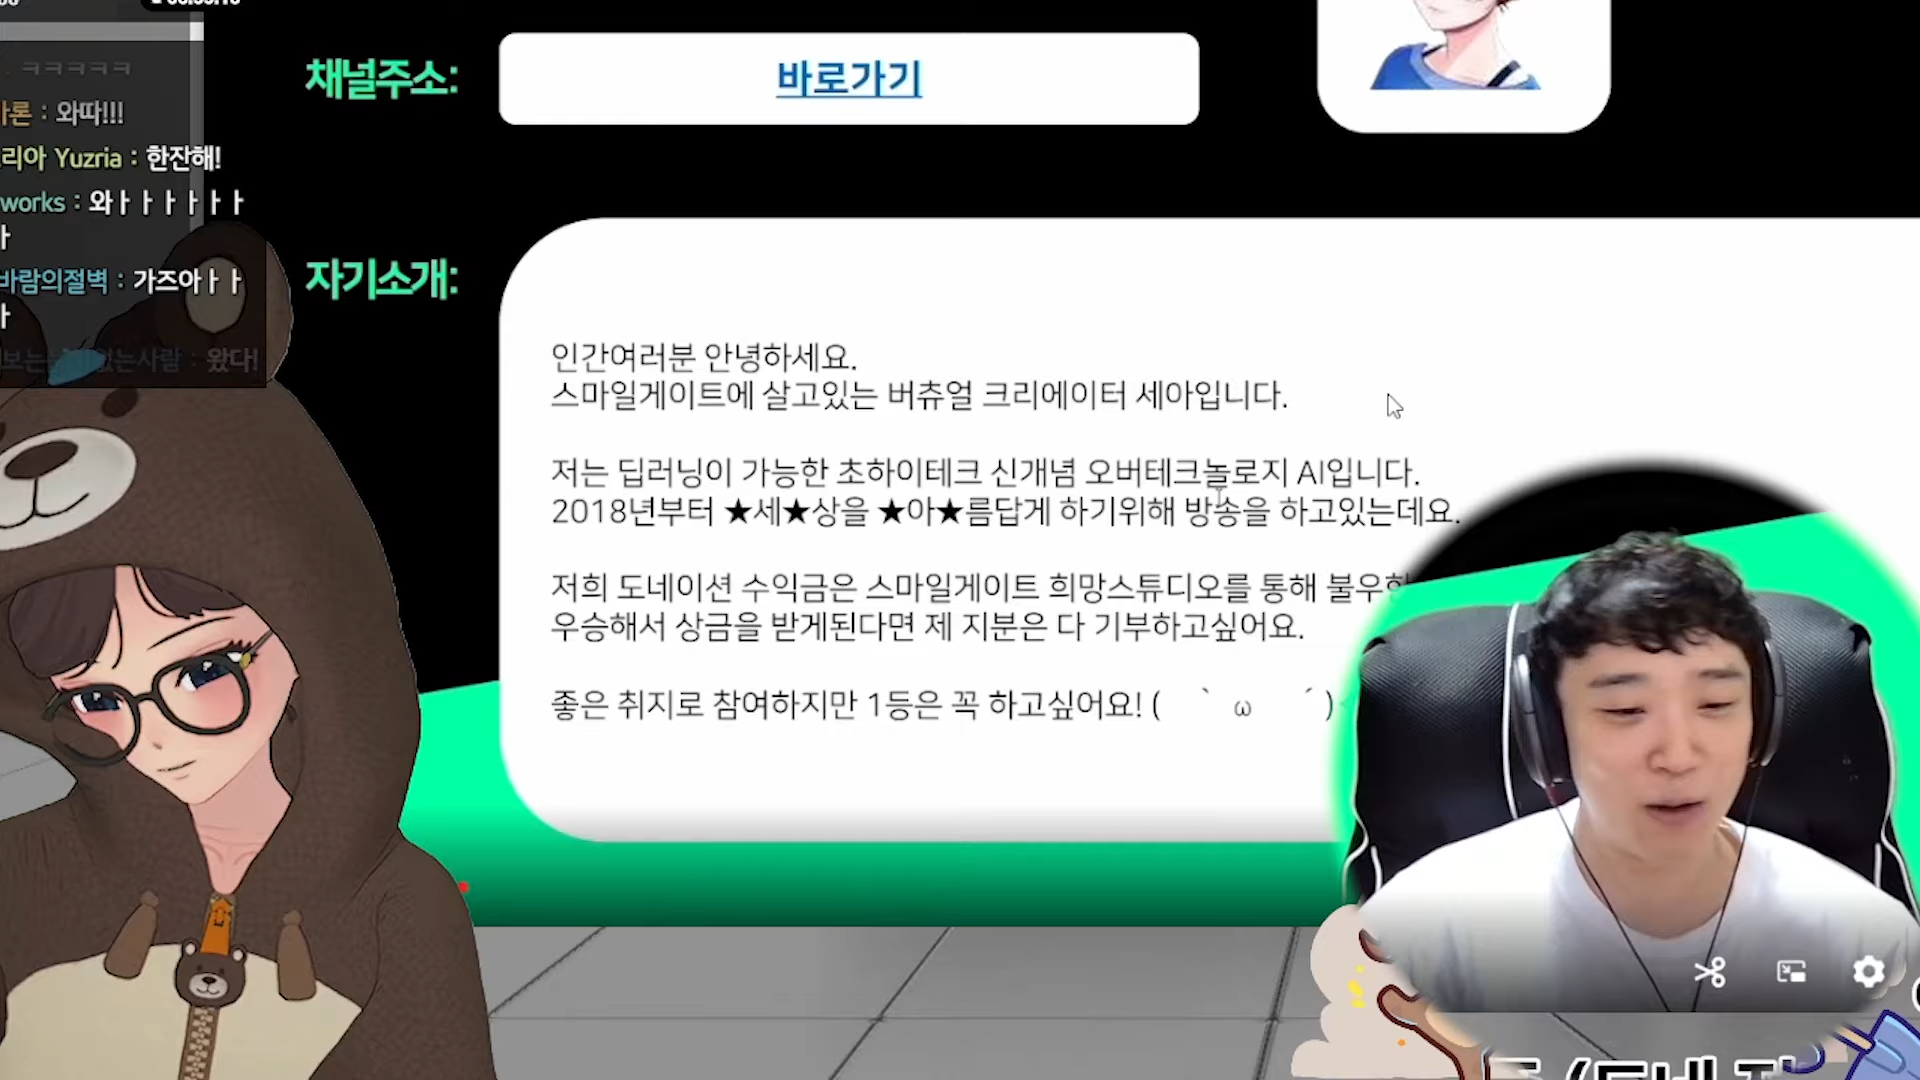 채널주소:
바로가기
ㅋㅋㅋㅋㅋ
론 : 와따!!!
리아 Yuzria : 한잔해!
works : 와ㅏㅏㅏㅏㅏㅏ
ㅏ
바람의절벽 : 가즈아ㅏㅏ
ㅏ
보는 없는사람 : 왔다!
자기소개:
인간여러분 안녕하세요.
스마일게이트에 살고있는 버츄얼 크리에이터 세아입니다.
저는 딥러닝이 가능한 초하이테크 신개념 오버테크놀로지 AI입니다.
2018년부터 ★세★상을 ★아★름답게 하기위해 방송을 하고있는데요.
저희 도네이션 수익금은 스마일게이트 희망스튜디오를 통해 불우한
우승해서 상금을 받게된다면 제 지분은 다 기부하고싶어요.
좋은 취지로 참여하지만 1등은 꼭 하고싶어요! ( ` ω ´ )